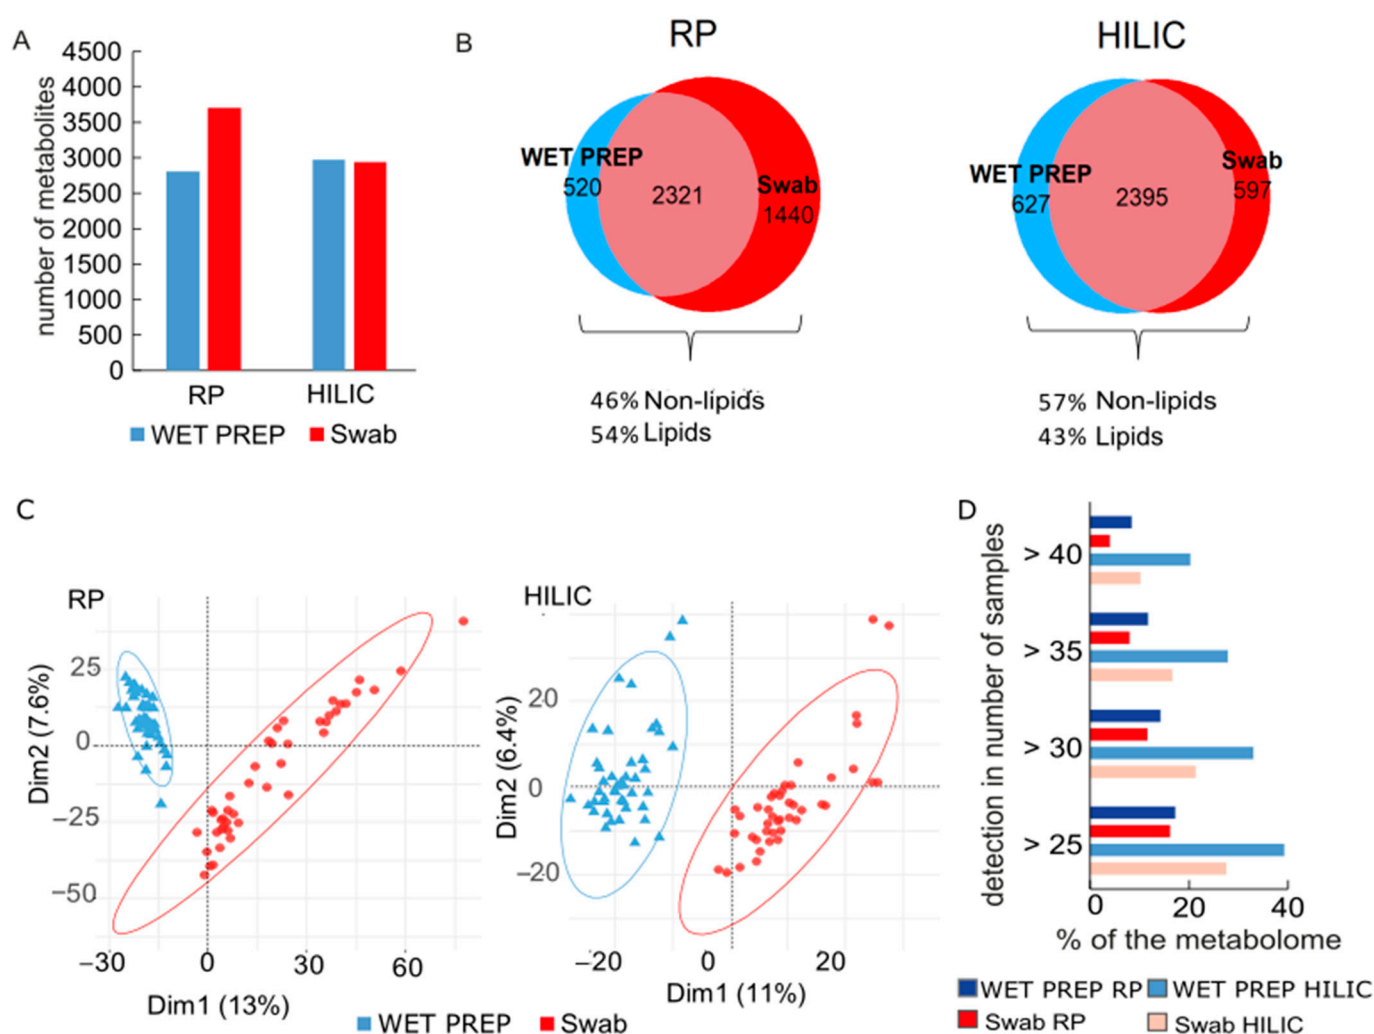 A
number of metabolites
4500
4000
3500
3000
2500
2000
1500
1000
500
0
RP
HILIC
WET PREP
Swab
B
RP
WET PREP
520
2321
Swab
1440
46% Non-lipids
54% Lipids
HILIC
WET PREP
627
2395
Swab
597
57% Non-lipids
43% Lipids
C
RP
Dim2 (7.6%)
25
0
−25
−50
−30
0
30
60
Dim1 (13%)
HILIC
Dim2 (6.4%)
20
0
−20
−20
0
20
Dim1 (11%)
WET PREP
Swab
D
detection in number of samples
> 40
> 35
> 30
> 25
0
20
40
% of the metabolome
WET PREP RP
WET PREP HILIC
Swab RP
Swab HILIC